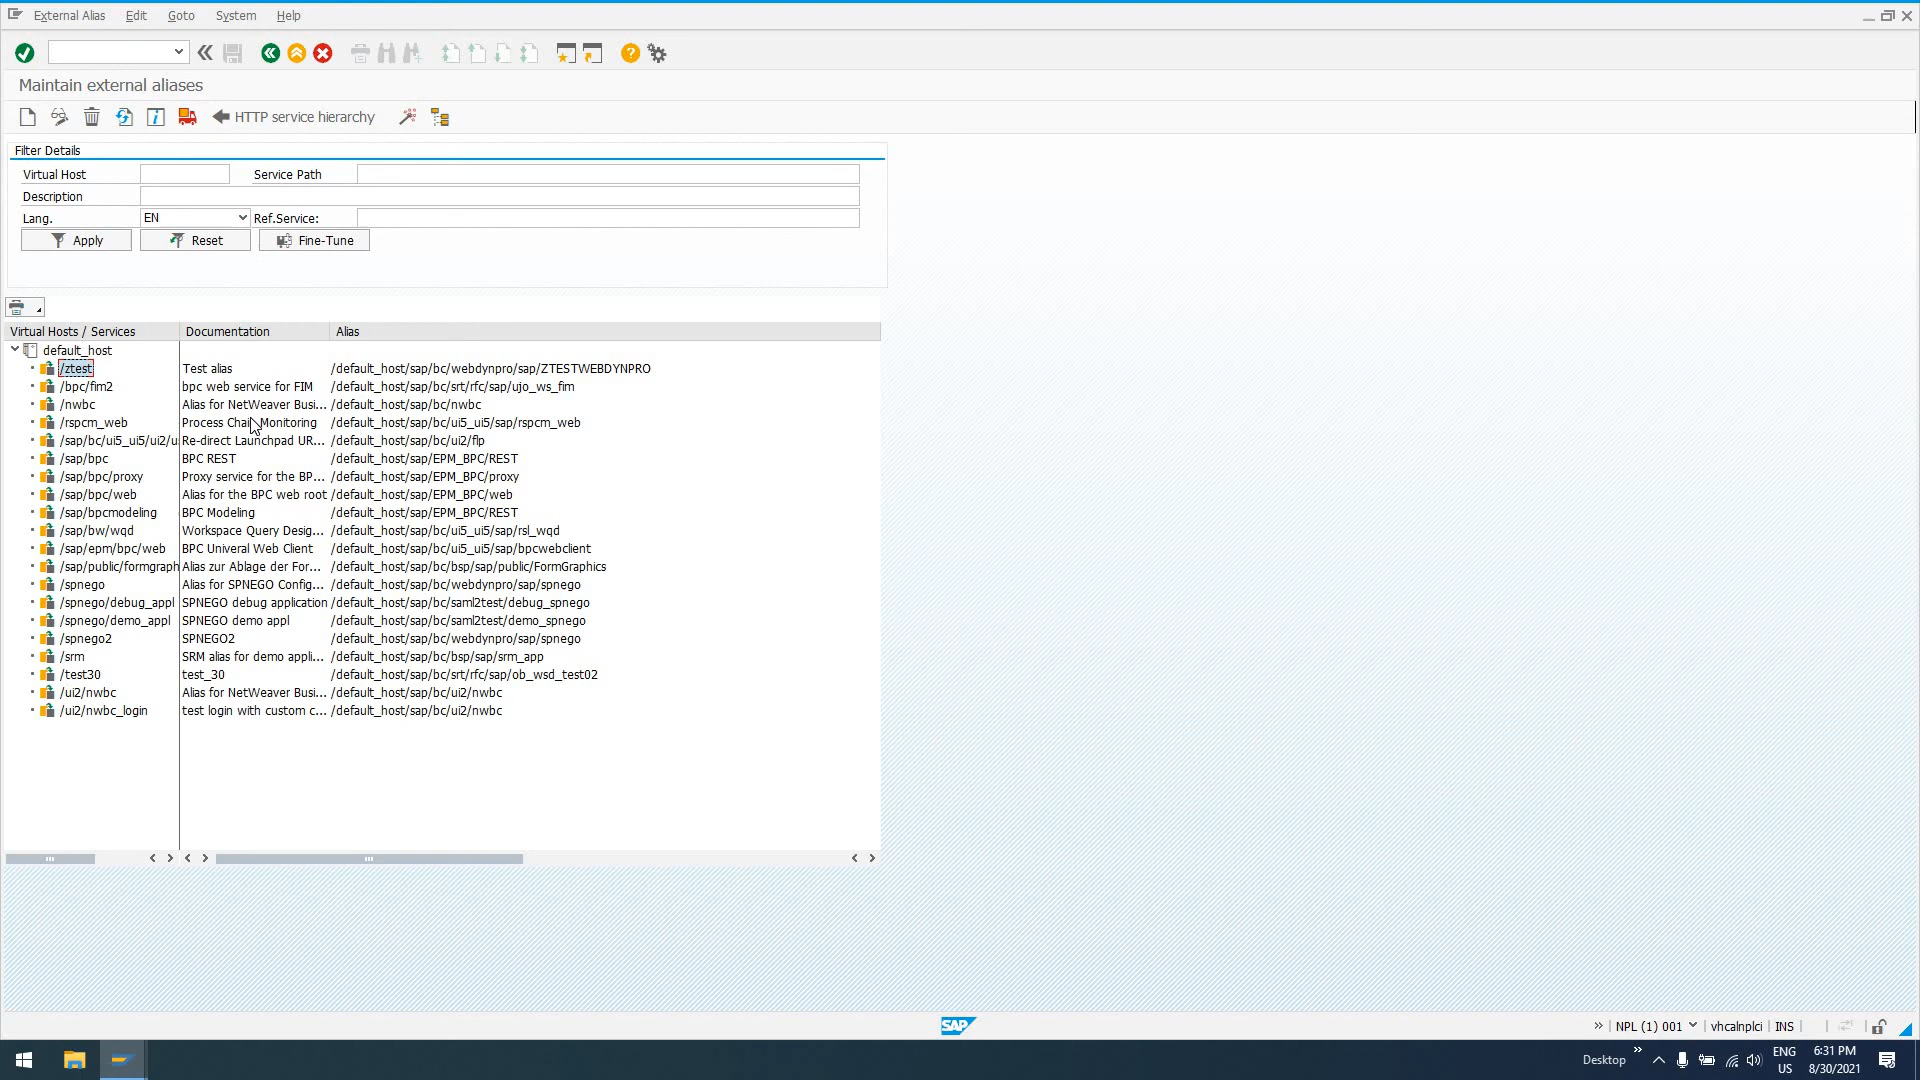 External Alias Edit Goto System Help
Maintain external aliases
HTTP service hierarchy
Filter Details
Virtual Host Service Path
Description
Lang. EN Ref.Service:
Apply Reset Fine-Tune
Virtual Hosts / Services Documentation Alias
default_host
/ztest Test alias /default_host/sap/bc/webdynpro/sap/ZTESTWEBDYNPRO
/bpc/fim2 bpc web service for FIM /default_host/sap/bc/srt/rfc/sap/ujo_ws_fim
/nwbc Alias for NetWeaver Busi... /default_host/sap/bc/nwbc
/rspcm_web Process Chain Monitoring /default_host/sap/bc/ui5_ui5/sap/rspcm_web
/sap/bc/ui5_ui5/ui2/u Re-direct Launchpad UR... /default_host/sap/bc/ui2/flp
/sap/bpc BPC REST /default_host/sap/EPM_BPC/REST
/sap/bpc/proxy Proxy service for the BP... /default_host/sap/EPM_BPC/proxy
/sap/bpc/web Alias for the BPC web root /default_host/sap/EPM_BPC/web
/sap/bpcmodeling BPC Modeling /default_host/sap/EPM_BPC/REST
/sap/bw/wqd Workspace Query Desig... /default_host/sap/bc/ui5_ui5/sap/rsl_wqd
/sap/epm/bpc/web BPC Univeral Web Client /default_host/sap/bc/ui5_ui5/sap/bpcwebclient
/sap/public/formgraph Alias zur Ablage der For... /default_host/sap/bc/bsp/sap/public/FormGraphics
/spnego Alias for SPNEGO Config... /default_host/sap/bc/webdynpro/sap/spnego
/spnego/debug_appl SPNEGO debug application /default_host/sap/bc/saml2test/debug_spnego
/spnego/demo_appl SPNEGO demo appl /default_host/sap/bc/saml2test/demo_spnego
/spnego2 SPNEGO2 /default_host/sap/bc/webdynpro/sap/spnego
/srm SRM alias for demo appli... /default_host/sap/bc/bsp/sap/srm_app
/test30 test_30 /default_host/sap/bc/srt/rfc/sap/ob_wsd_test02
/ui2/nwbc Alias for NetWeaver Busi... /default_host/sap/bc/ui2/nwbc
/ui2/nwbc_login test login with custom c... /default_host/sap/bc/ui2/nwbc
SAP
NPL (1) 001 vhcalnplci INS
Desktop ENG 6:31 PM
US 8/30/2021